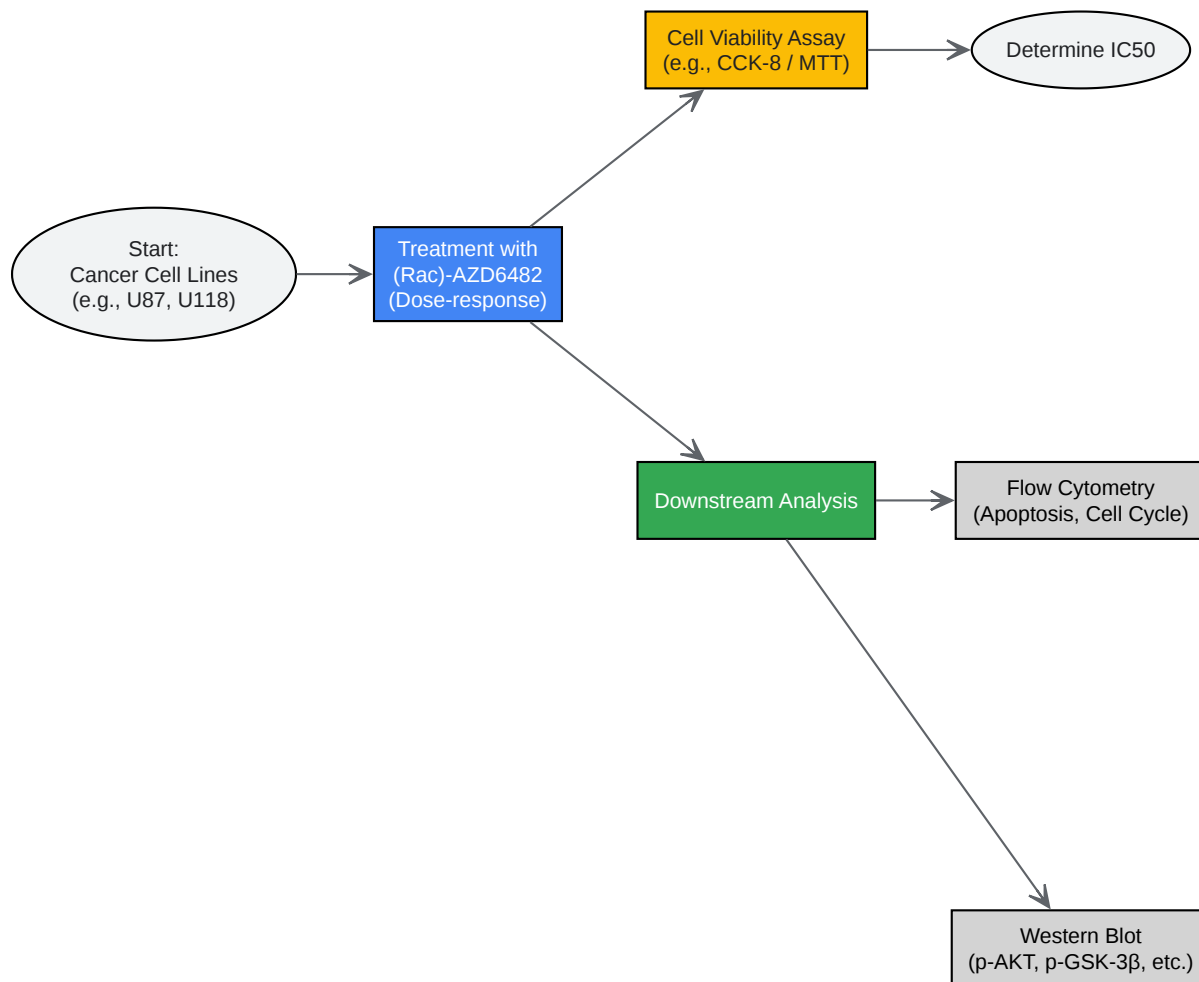 Cell Viability Assay
(e.g., CCK-8 / MTT)
Determine IC50
Start:
Cancer Cell Lines
(e.g., U87, U118)
Treatment with
(Rac)-AZD6482
(Dose-response)
Downstream Analysis
Flow Cytometry
(Apoptosis, Cell Cycle)
Western Blot
(p-AKT, p-GSK-3β, etc.)